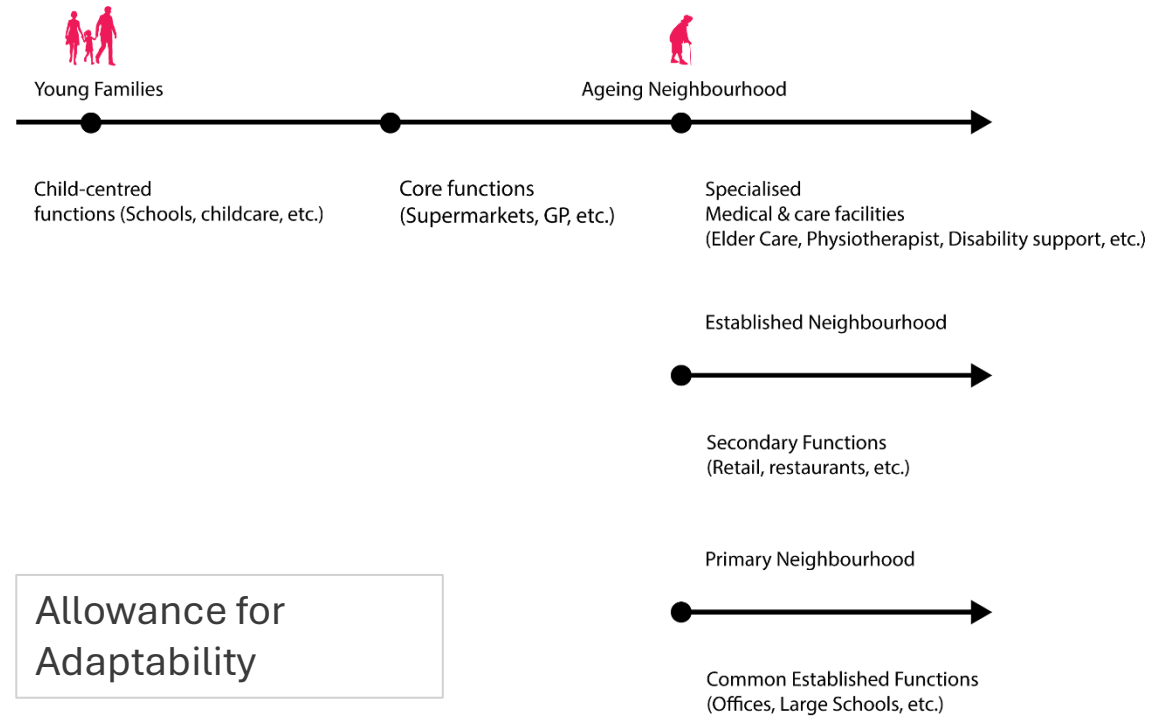 Young Families
Ageing Neighbourhood
Child-centred
functions (Schools, childcare, etc.)
Core functions
(Supermarkets, GP, etc.)
Specialised
Medical & care facilities
(Elder Care, Physiotherapist, Disability support, etc.)
Established Neighbourhood
Secondary Functions
(Retail, restaurants, etc.)
Primary Neighbourhood
Common Established Functions
(Offices, Large Schools, etc.)
Allowance for
Adaptability